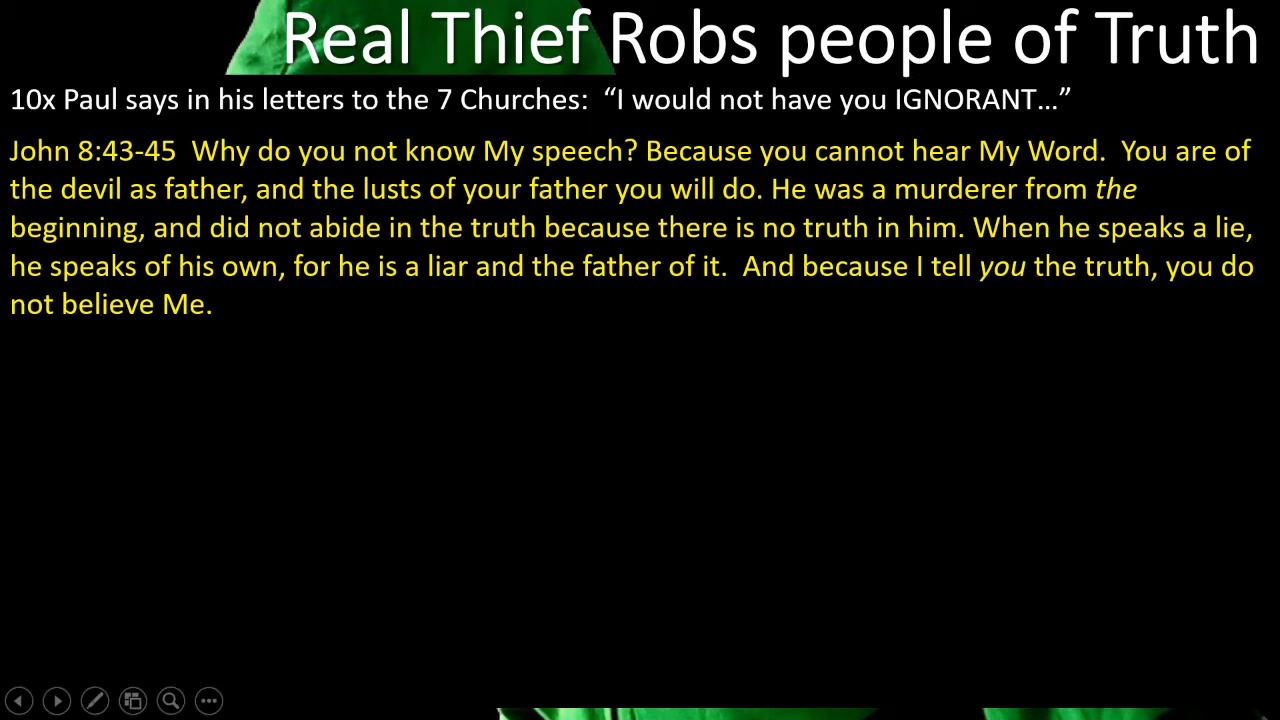 Real Thief Robs people of Truth
10x Paul says in his letters to the 7 Churches:  “I would not have you IGNORANT…”
John 8:43-45  Why do you not know My speech? Because you cannot hear My Word.  You are of
the devil as father, and the lusts of your father you will do. He was a murderer from the
beginning, and did not abide in the truth because there is no truth in him. When he speaks a lie,
he speaks of his own, for he is a liar and the father of it.  And because I tell you the truth, you do
not believe Me.